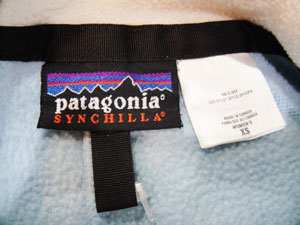 patagonia®
SYNCHILLA®
MADE IN CANADA
WOMEN'S
XS